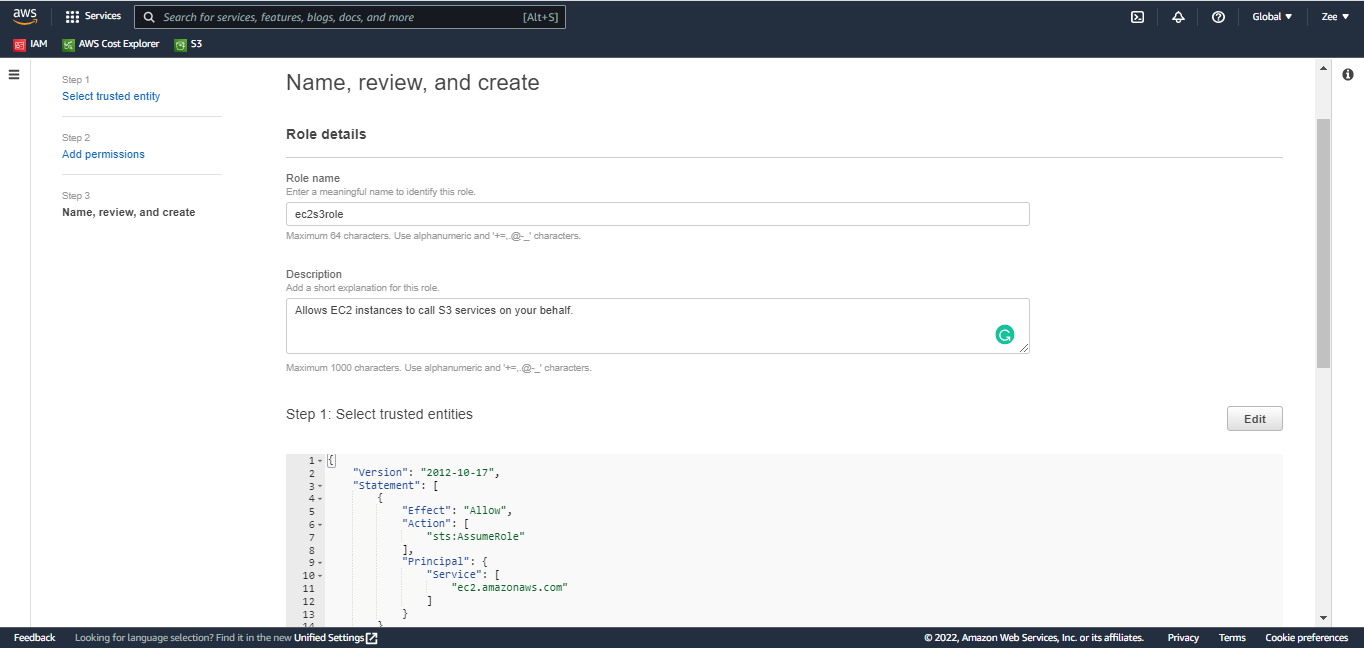 aws
Services
Search for services, features, blogs, docs, and more [Alt+S]
Global ▼
Zee ▼
IAM
AWS Cost Explorer
S3
Step 1
Select trusted entity
Step 2
Add permissions
Step 3
Name, review, and create
Name, review, and create
Role details
Role name
Enter a meaningful name to identify this role.
ec2s3role
Maximum 64 characters. Use alphanumeric and '+=,.@-_' characters.
Description
Add a short explanation for this role.
Allows EC2 instances to call S3 services on your behalf.
Maximum 1000 characters. Use alphanumeric and '+=,.@-_' characters.
Step 1: Select trusted entities
Edit
1 {
2 "Version": "2012-10-17",
3 "Statement": [
4 {
5 "Effect": "Allow",
6 "Action": [
7 "sts:AssumeRole"
8 ],
9 "Principal": {
10 "Service": [
11 "ec2.amazonaws.com"
12 ]
13 }
14 }
Feedback
Looking for language selection? Find it in the new Unified Settings
© 2022, Amazon Web Services, Inc. or its affiliates.
Privacy
Terms
Cookie preferences